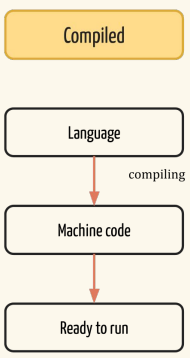 Compiled
Language
compiling
Machine code
Ready to run